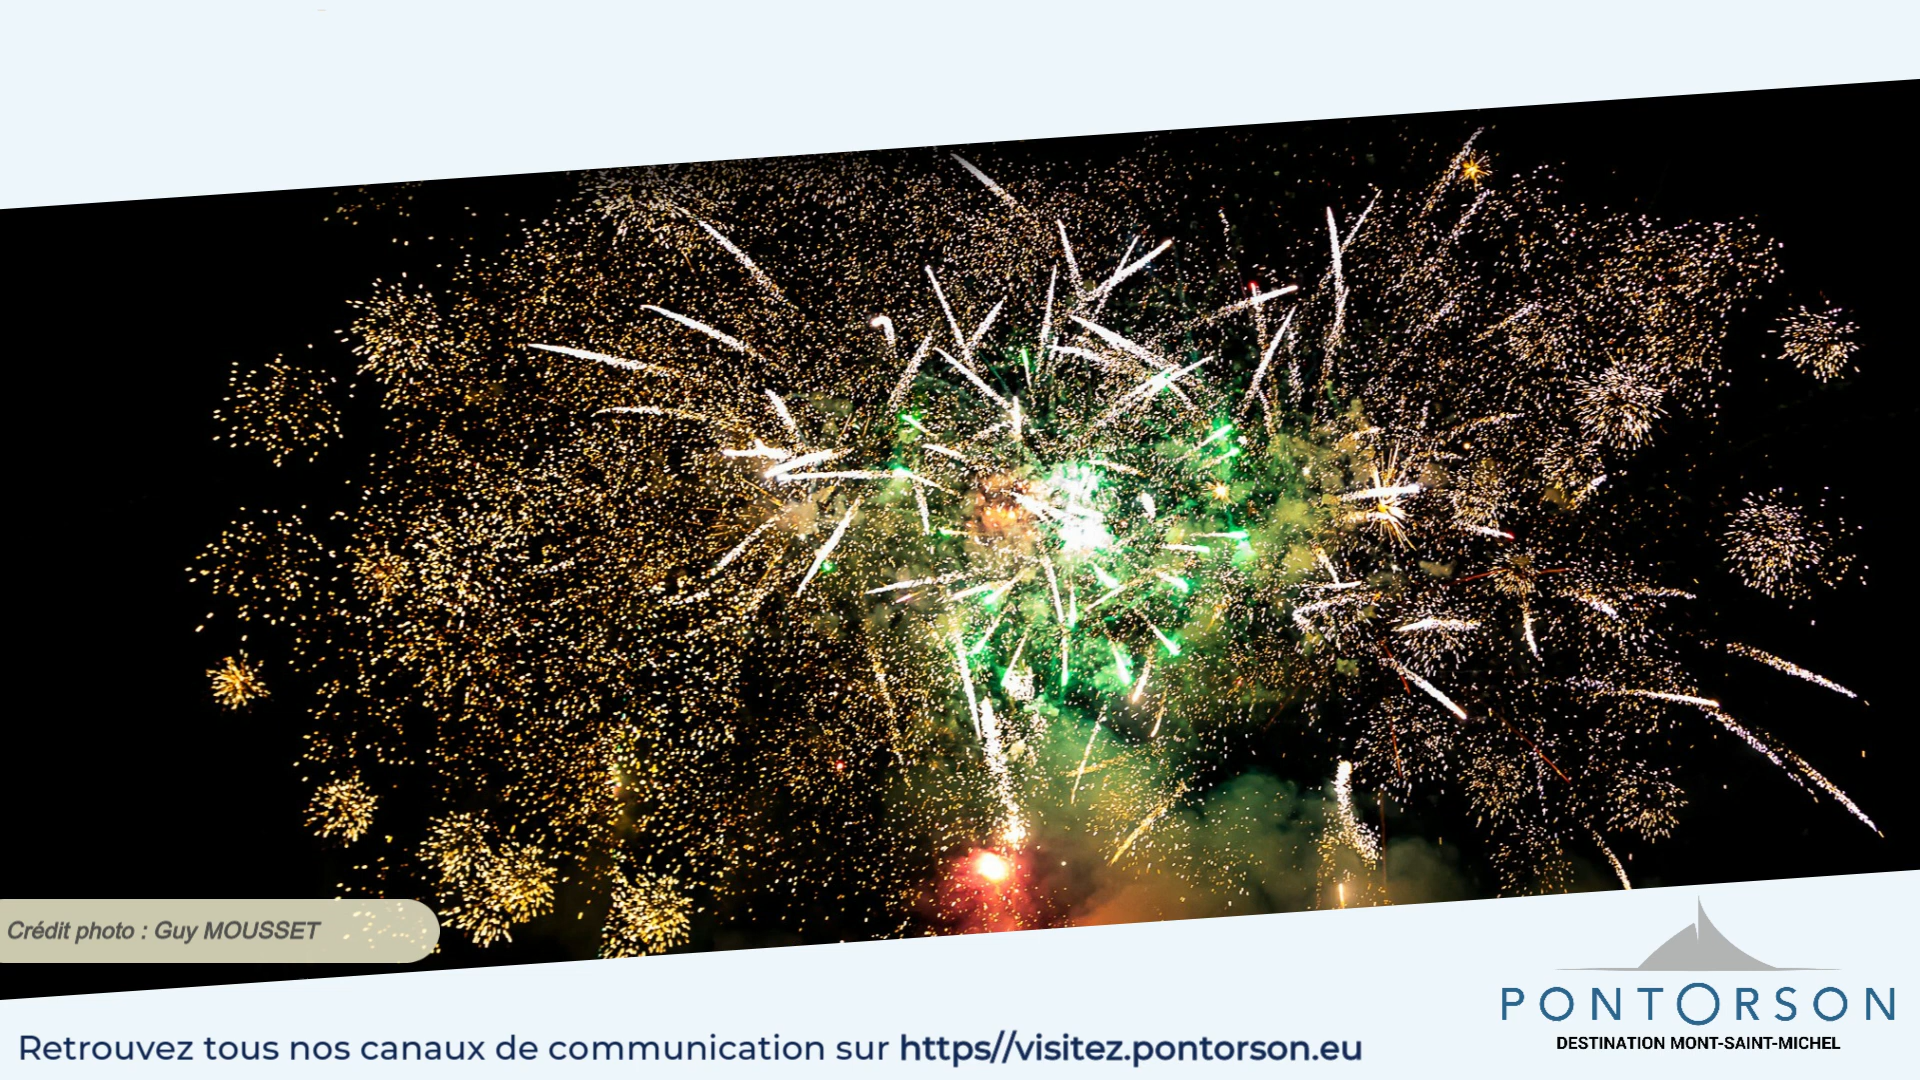 Crédit photo : Guy MOUSSET
PONTORSON
DESTINATION MONT-SAINT-MICHEL
Retrouvez tous nos canaux de communication sur https//visitez.pontorson.eu